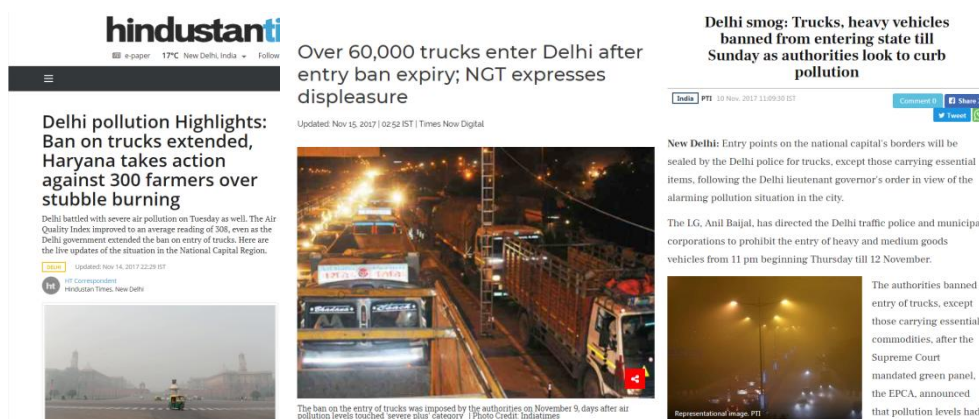 hindustanti
e-paper 17°C New Delhi, India Follow
Delhi pollution Highlights:
Ban on trucks extended,
Haryana takes action
against 300 farmers over
stubble burning
Delhi battled with severe air pollution on Tuesday as well. The Air
Quality Index improved to an average reading of 308, even as the
Delhi government extended the ban on entry of trucks. Here are
the live updates of the situation in the National Capital Region.
DELHI Updated: Nov 14, 2017 22:29 IST
ht HT Correspondent
Hindustan Times, New Delhi
Over 60,000 trucks enter Delhi after
entry ban expiry; NGT expresses
displeasure
Updated: Nov 15, 2017 | 02:52 IST | Times Now Digital
The ban on the entry of trucks was imposed by the authorities on November 9, days after air
pollution levels touched 'severe plus' category | Photo Credit: Indiatimes
Delhi smog: Trucks, heavy vehicles
banned from entering state till
Sunday as authorities look to curb
pollution
India PTI 10 Nov, 2017 11:09:10 IST
Comment 0 Share
Tweet
New Delhi: Entry points on the national capital's borders will be
sealed by the Delhi police for trucks, except those carrying essential
items, following the Delhi lieutenant governor's order in view of the
alarming pollution situation in the city.
The LG, Anil Baijal, has directed the Delhi traffic police and municipa
corporations to prohibit the entry of heavy and medium goods
vehicles from 11 pm beginning Thursday till 12 November.
The authorities banned
entry of trucks, except
those carrying essential
commodities, after the
Supreme Court
mandated green panel,
the EPCA, announced
that pollution levels had
Representational image. PTI